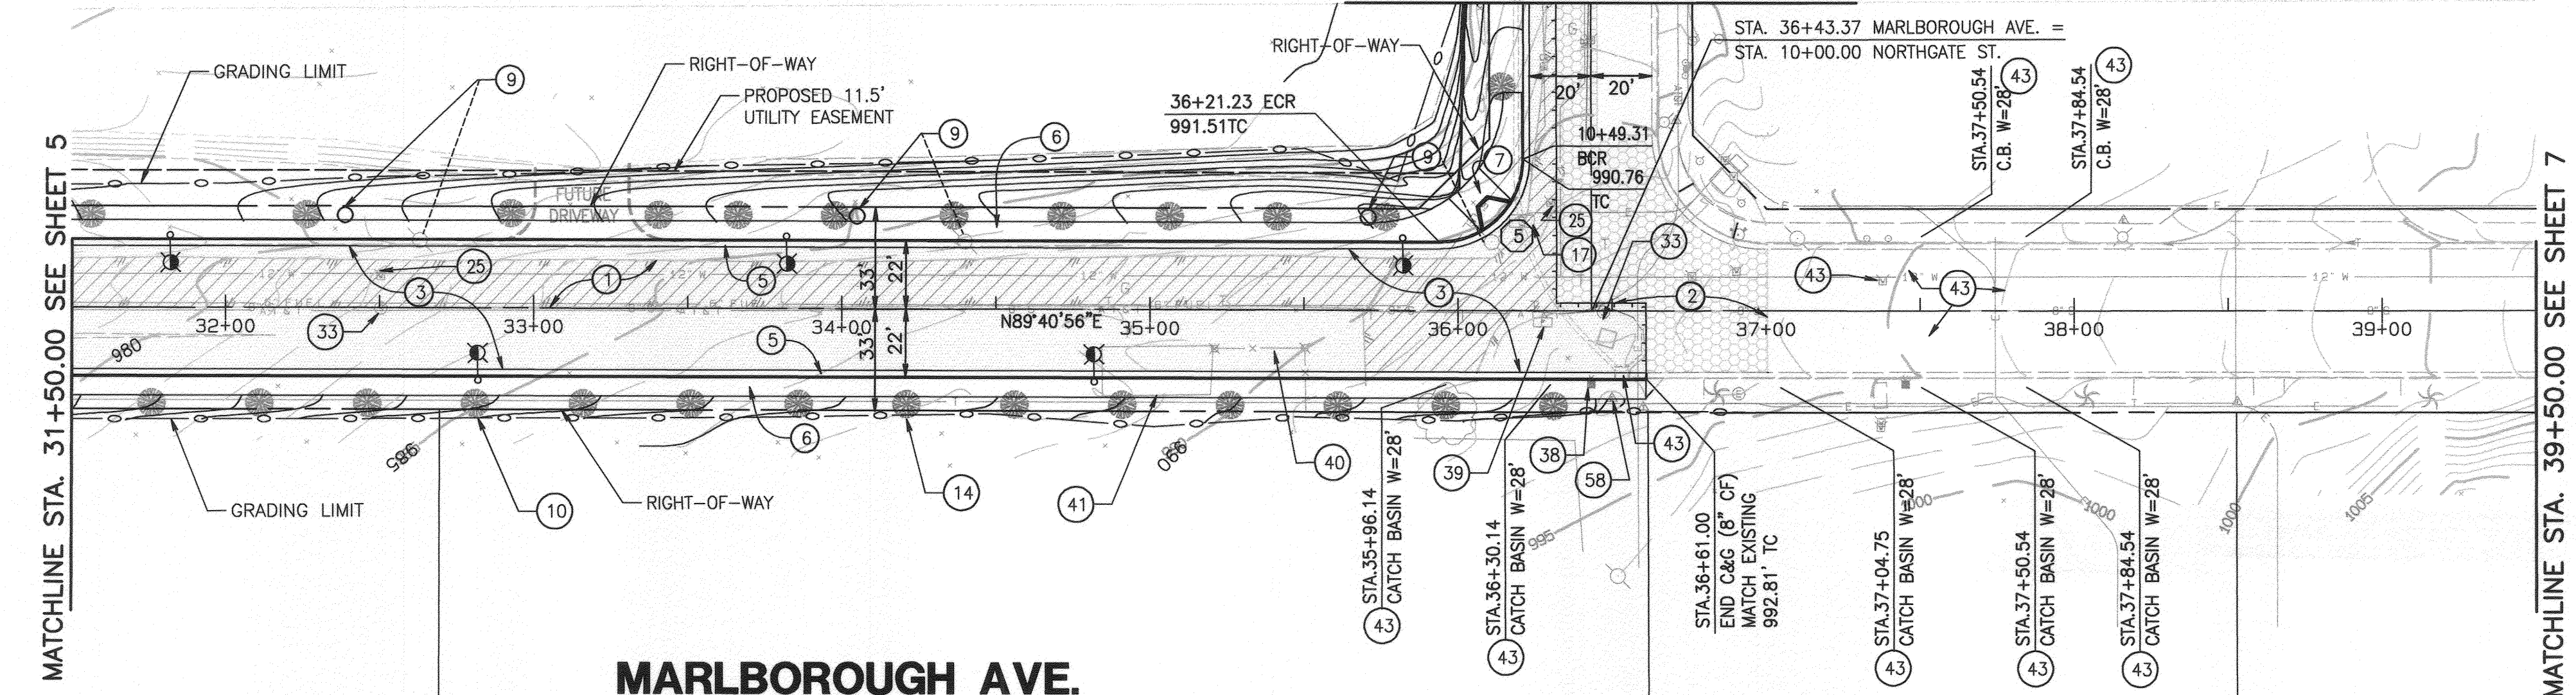 STA. 36+43.37 MARLBOROUGH AVE. =
STA. 10+00.00 NORTHGATE ST.
RIGHT-OF-WAY
GRADING LIMIT
9
RIGHT-OF-WAY
PROPOSED 11.5'
UTILITY EASEMENT
36+21.23 ECR
991.51TC
9
6
9
7
20'
20'
10+49.31
BCR
990.76
TC
STA.37+50.54
C.B. W=28'
43
STA.37+84.54
C.B. W=28'
43
MATCHLINE STA. 31+50.00 SEE SHEET 5
FUTURE
DRIVEWAY
25
3
1
5
33'
22'
5
25
17
33
3
2
43
43
12" W
12" W
12" W
12" W
12" W
32+00
33+00
34+00
N89°40'56"E
35+00
36+00
37+00
38+00
39+00
33
5
33'
22'
980
985
990
995
1000
1000
1000
1005
GRADING LIMIT
10
RIGHT-OF-WAY
6
14
41
40
39
38
58
43
STA.35+96.14
CATCH BASIN W=28'
43
STA.36+30.14
CATCH BASIN W=28'
43
STA.36+61.00
END C&G (8" CF)
MATCH EXISTING
992.81' TC
STA.37+04.75
CATCH BASIN W=28'
43
STA.37+50.54
CATCH BASIN W=28'
43
STA.37+84.54
CATCH BASIN W=28'
43
MATCHLINE STA. 39+50.00 SEE SHEET 7
MARLBOROUGH AVE.